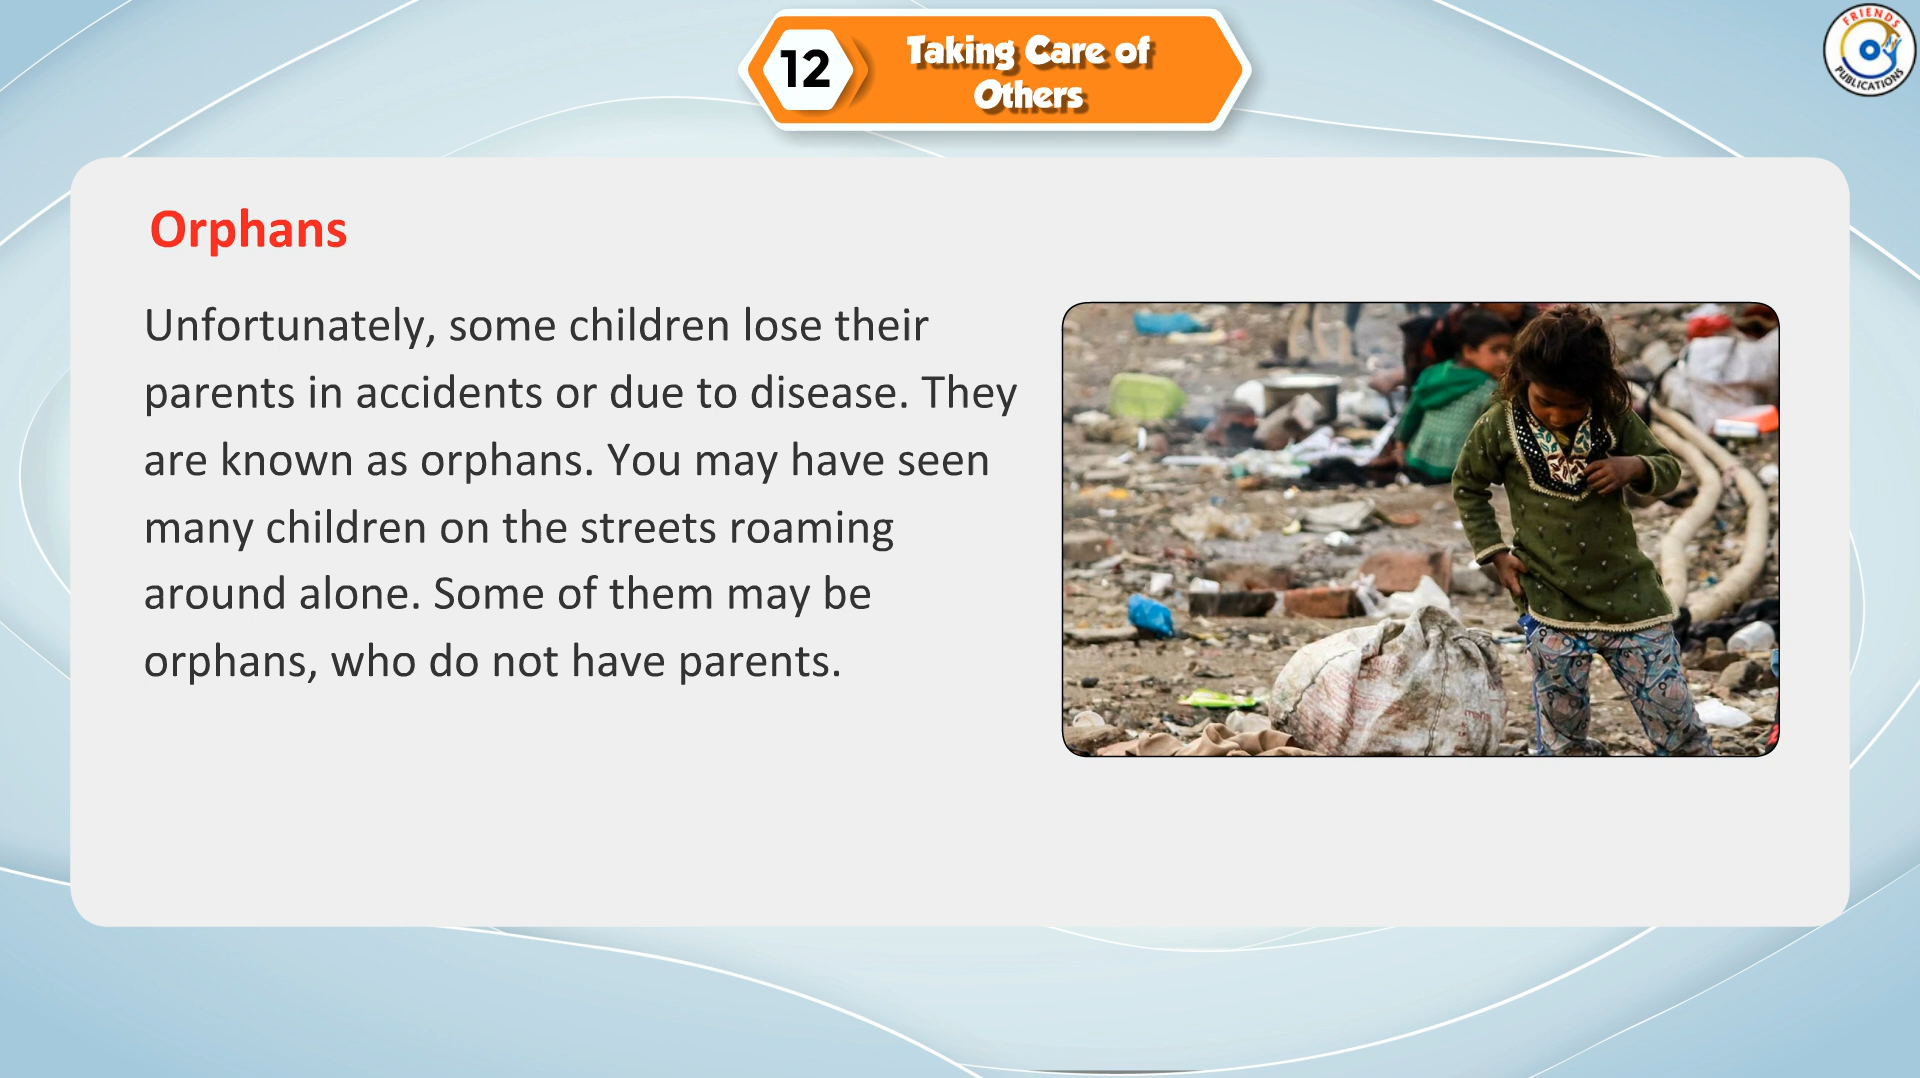 12
Taking Care of
Others
FRIENDS
PUBLICATIONS
Orphans
Unfortunately, some children lose their
parents in accidents or due to disease. They
are known as orphans. You may have seen
many children on the streets roaming
around alone. Some of them may be
orphans, who do not have parents.